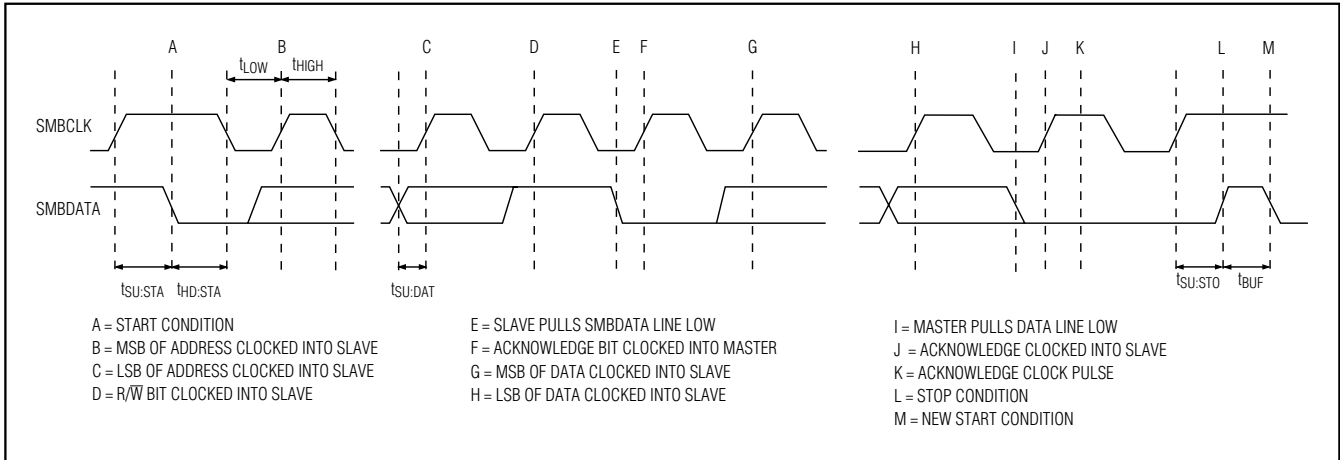 A B C D E F G H I J K L M
tLOW tHIGH
SMBCLK
SMBDATA
tSU:STA tHD:STA tSU:DAT tSU:STO tBUF
A = START CONDITION
B = MSB OF ADDRESS CLOCKED INTO SLAVE
C = LSB OF ADDRESS CLOCKED INTO SLAVE
D = R/W̅ BIT CLOCKED INTO SLAVE
E = SLAVE PULLS SMBDATA LINE LOW
F = ACKNOWLEDGE BIT CLOCKED INTO MASTER
G = MSB OF DATA CLOCKED INTO SLAVE
H = LSB OF DATA CLOCKED INTO SLAVE
I = MASTER PULLS DATA LINE LOW
J = ACKNOWLEDGE CLOCKED INTO SLAVE
K = ACKNOWLEDGE CLOCK PULSE
L = STOP CONDITION
M = NEW START CONDITION